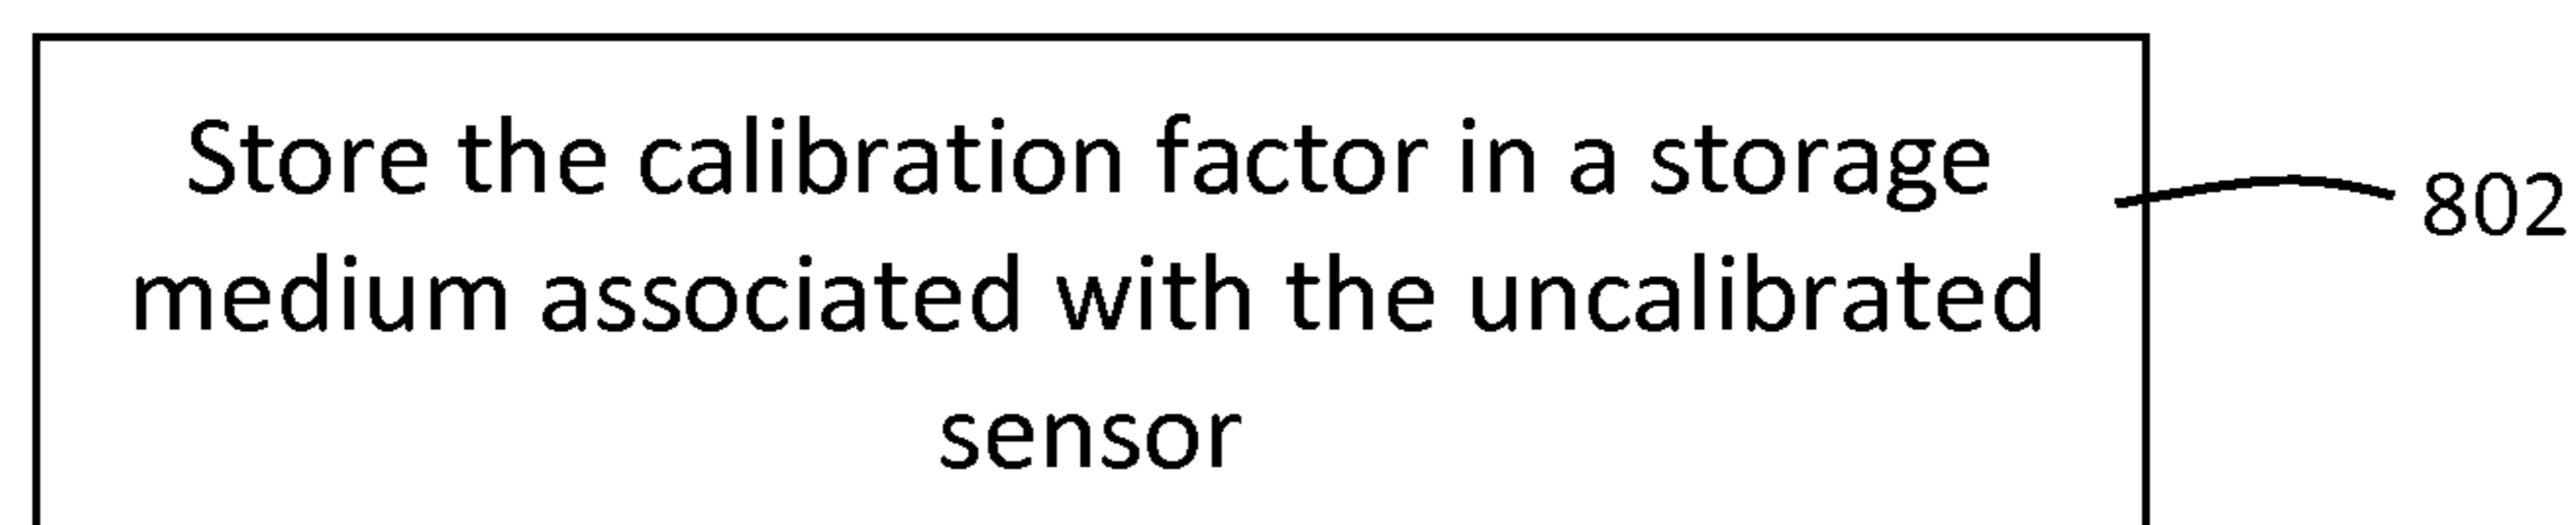 Store the calibration factor in a storage
802
medium associated with the uncalibrated
sensor